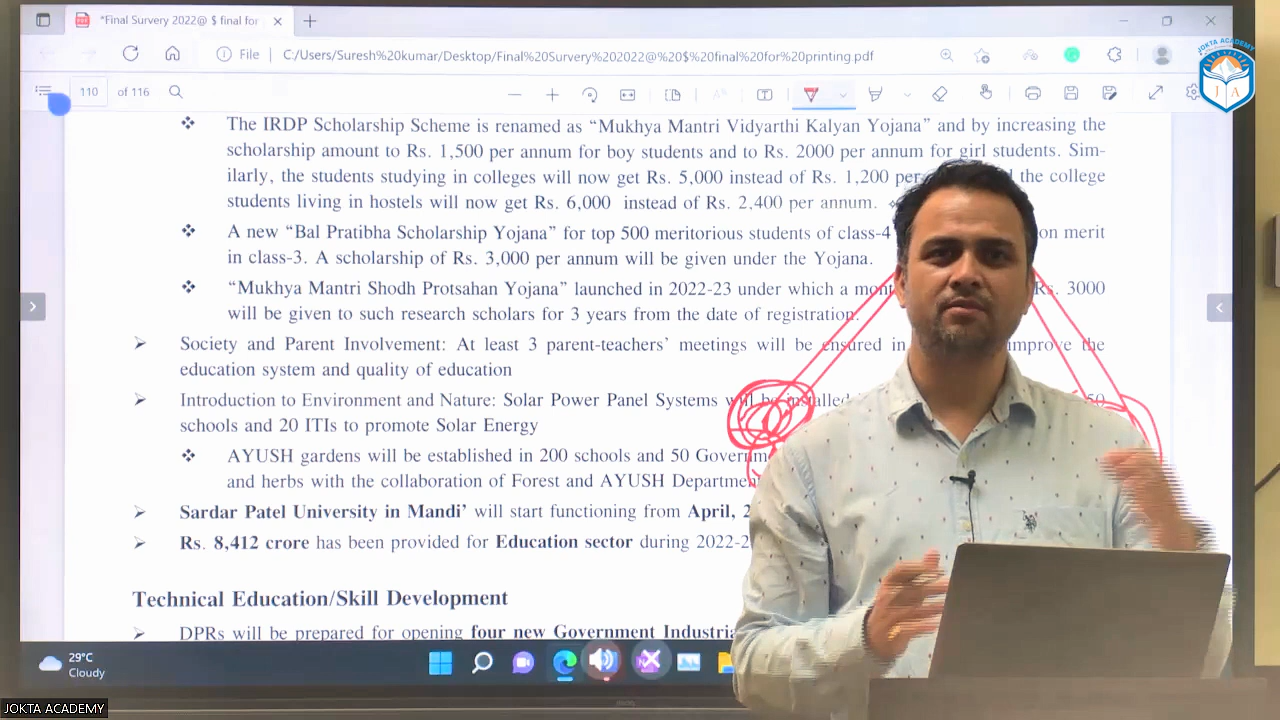 *Final Survery 2022@ $ final for
File
C:/Users/Suresh%20kumar/Desktop/Final%20Survery%202022@%20$%20final%20for%20printing.pdf
JOKTA ACADEMY
J A
110 of 116
The IRDP Scholarship Scheme is renamed as “Mukhya Mantri Vidyarthi Kalyan Yojana” and by increasing the
scholarship amount to Rs. 1,500 per annum for boy students and to Rs. 2000 per annum for girl students. Sim-
ilarly, the students studying in colleges will now get Rs. 5,000 instead of Rs. 1,200 per the college
students living in hostels will now get Rs. 6,000 instead of Rs. 2,400 per annum.
A new “Bal Pratibha Scholarship Yojana” for top 500 meritorious students of class-4 on merit
in class-3. A scholarship of Rs. 3,000 per annum will be given under the Yojana.
“Mukhya Mantri Shodh Protsahan Yojana” launched in 2022-23 under which a Rs. 3000
will be given to such research scholars for 3 years from the date of registration.
Society and Parent Involvement: At least 3 parent-teachers’ meetings will be ensured in improve the
education system and quality of education
Introduction to Environment and Nature: Solar Power Panel Systems will be installed 50
schools and 20 ITIs to promote Solar Energy
AYUSH gardens will be established in 200 schools and 50
and herbs with the collaboration of Forest and AYUSH
Sardar Patel University in Mandi’ will start functioning from April,
Rs. 8,412 crore has been provided for Education sector during
Technical Education/Skill Development
DPRs will be prepared for opening four new Government
29°C
Cloudy
JOKTA ACADEMY